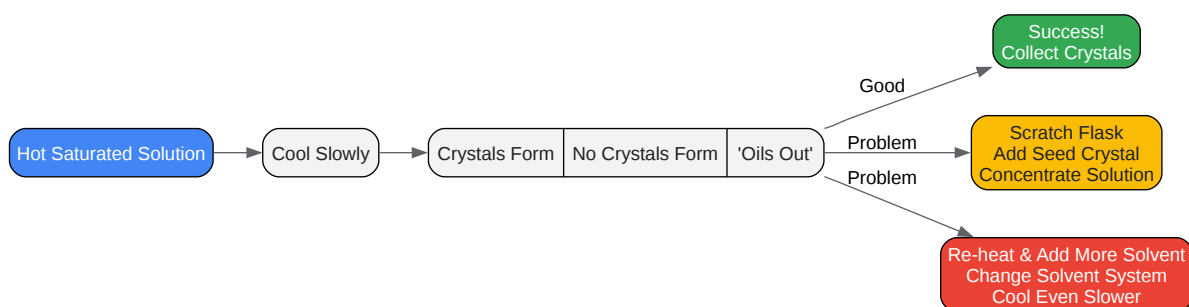 Success!
Collect Crystals
Good
Hot Saturated Solution
Cool Slowly
Crystals Form
No Crystals Form
'Oils Out'
Problem
Scratch Flask
Add Seed Crystal
Concentrate Solution
Problem
Re-heat & Add More Solvent
Change Solvent System
Cool Even Slower